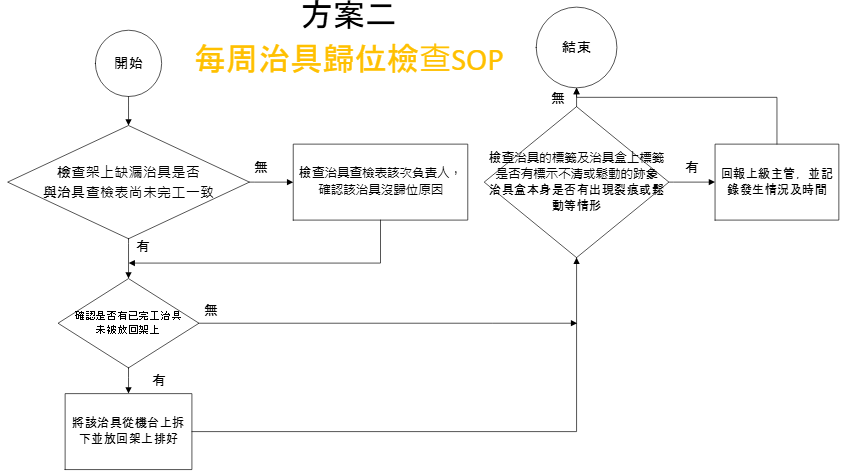 方案二
每周治具歸位檢查SOP
開始
檢查架上缺漏治具是否
與治具查檢表尚未完工一致
無
檢查治具查檢表該次負責人，
確認該治具沒歸位原因
有
確認是否有已完工治具
未被放回架上
無
有
將該治具從機台上拆
下並放回架上排好
檢查治具的標籤及治具盒上標籤
是否有標示不清或鬆動的跡象
治具盒本身是否有出現裂痕或鬆
動等情形
有
回報上級主管，並記
錄發生情況及時間
無
結束